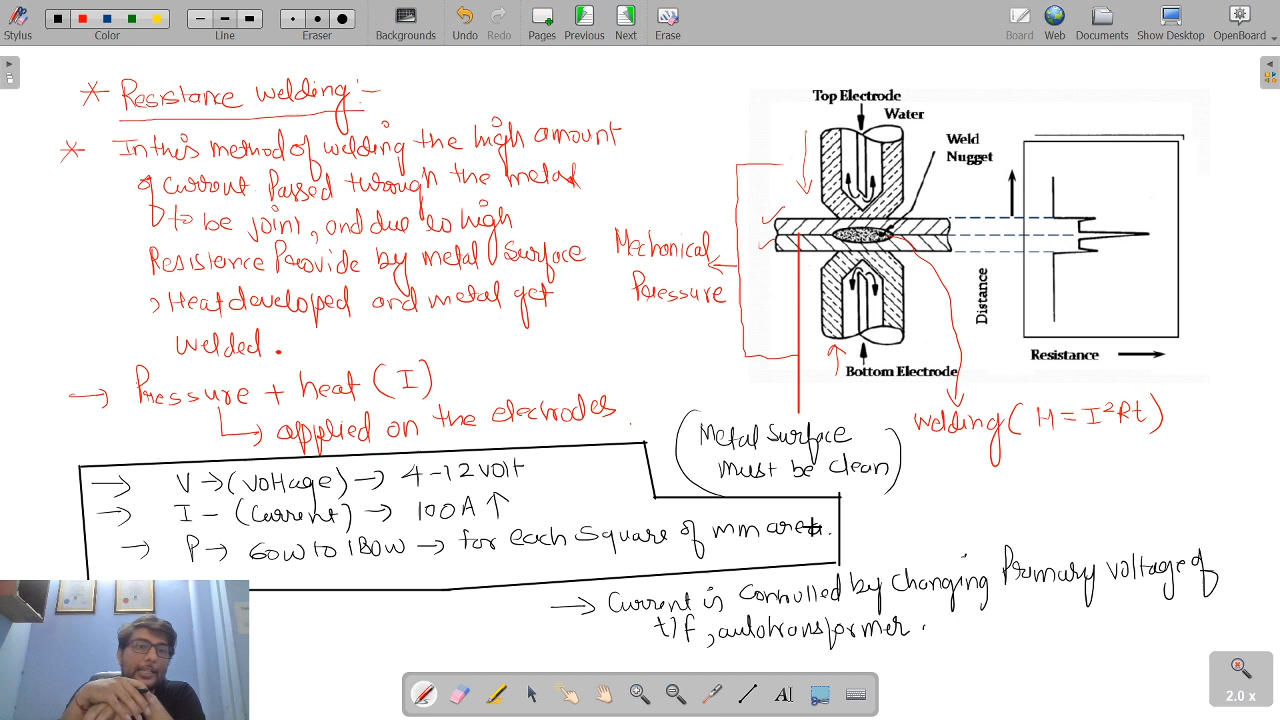 Stylus
Color
Line
Eraser
Backgrounds
Undo
Redo
Pages
Previous
Next
Erase
Board
Web
Documents
Show Desktop
OpenBoard
* Resistance welding:-
* In this method of welding the high amount
of current Passed through the metal
to be joint, and due to high
Resistance Provide by metal Surface
, Heat developed and metal get
welded.
→ Pressure + heat (I)
→ applied on the electrodes
→ V → (Voltage) → 4-12 volt
→ I - (Current) → 100A ↑
→ P → 60W to 180W → for each square of mm area.
→ Current is controlled by changing Primary voltage of
t/f, autotransformer.
Top Electrode
Water
Weld
Nugget
Mechanical
Pressure
Distance
Resistance
Bottom Electrode
welding (H = I²Rt)
(Metal Surface
must be clean)
2.0 x